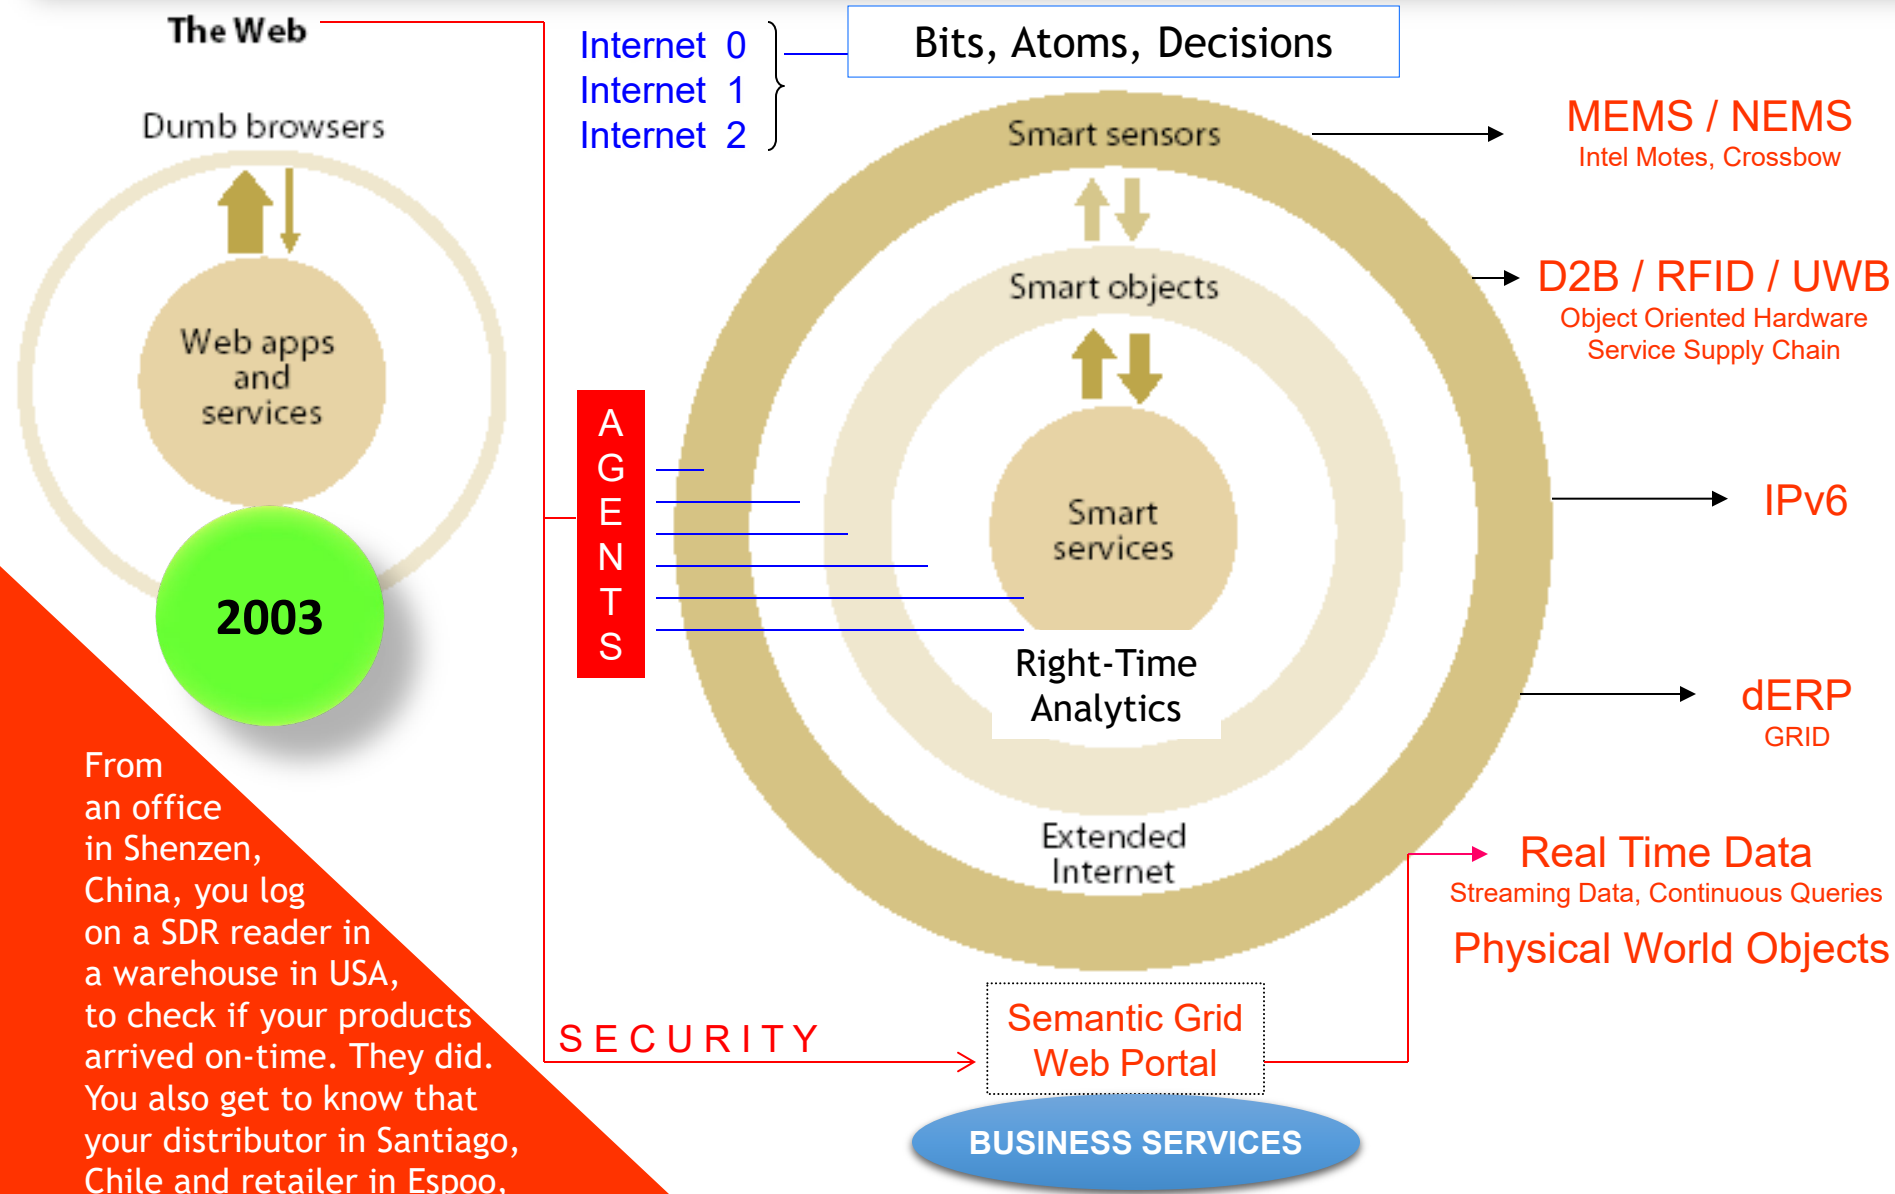 The Web
Dumb browsers
Web apps
and
services
2003
From
an office
in Shenzen,
China, you log
on a SDR reader in
a warehouse in USA,
to check if your products
arrived on-time. They did.
You also get to know that
your distributor in Santiago,
Chile and retailer in Espoo,
Internet 0
Internet 1
Internet 2
Bits, Atoms, Decisions
AGENTS
Smart sensors
Smart objects
Smart
services
Right-Time
Analytics
Extended
Internet
MEMS / NEMS
Intel Motes, Crossbow
D2B / RFID / UWB
Object Oriented Hardware
Service Supply Chain
IPv6
dERP
GRID
Real Time Data
Streaming Data, Continuous Queries
Physical World Objects
SECURITY
Semantic Grid
Web Portal
BUSINESS SERVICES